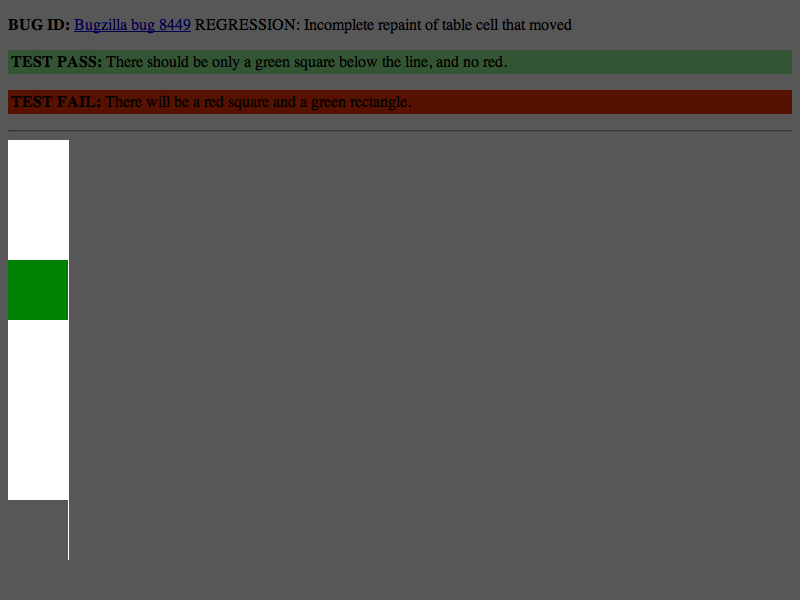 BUG ID: Bugzilla bug 8449 REGRESSION: Incomplete repaint of table cell that moved
TEST PASS: There should be only a green square below the line, and no red.
TEST FAIL: There will be a red square and a green rectangle.